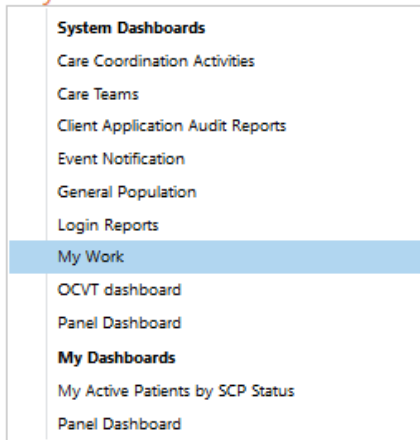 System Dashboards
Care Coordination Activities
Care Teams
Client Application Audit Reports
Event Notification
General Population
Login Reports
My Work
OCVT dashboard
Panel Dashboard
My Dashboards
My Active Patients by SCP Status
Panel Dashboard